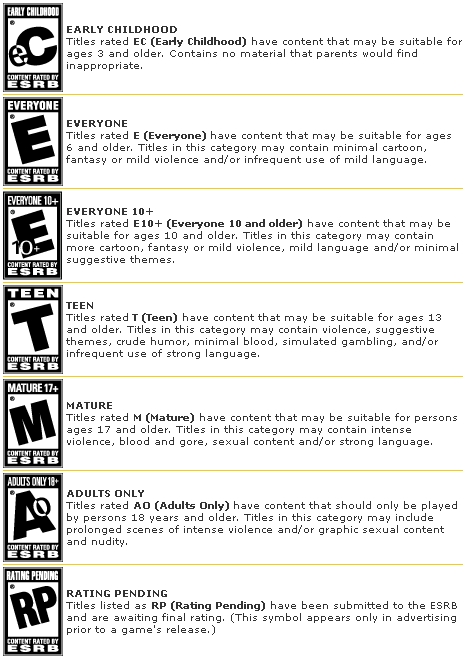 EARLY CHILDHOOD
eC
CONTENT RATED BY
ESRB
EARLY CHILDHOOD
Titles rated EC (Early Childhood) have content that may be suitable for
ages 3 and older. Contains no material that parents would find
inappropriate.
EVERYONE
E
CONTENT RATED BY
ESRB
EVERYONE
Titles rated E (Everyone) have content that may be suitable for ages
6 and older. Titles in this category may contain minimal cartoon,
fantasy or mild violence and/or infrequent use of mild language.
EVERYONE 10+
E
10+
CONTENT RATED BY
ESRB
EVERYONE 10+
Titles rated E10+ (Everyone 10 and older) have content that may be
suitable for ages 10 and older. Titles in this category may contain
more cartoon, fantasy or mild violence, mild language and/or minimal
suggestive themes.
TEEN
T
CONTENT RATED BY
ESRB
TEEN
Titles rated T (Teen) have content that may be suitable for ages 13
and older. Titles in this category may contain violence, suggestive
themes, crude humor, minimal blood, simulated gambling, and/or
infrequent use of strong language.
MATURE 17+
M
CONTENT RATED BY
ESRB
MATURE
Titles rated M (Mature) have content that may be suitable for persons
ages 17 and older. Titles in this category may contain intense
violence, blood and gore, sexual content and/or strong language.
ADULTS ONLY 18+
AO
CONTENT RATED BY
ESRB
ADULTS ONLY
Titles rated AO (Adults Only) have content that should only be played
by persons 18 years and older. Titles in this category may include
prolonged scenes of intense violence and/or graphic sexual content
and nudity.
RATING PENDING
RP
CONTENT RATED BY
ESRB
RATING PENDING
Titles listed as RP (Rating Pending) have been submitted to the ESRB
and are awaiting final rating. (This symbol appears only in advertising
prior to a game's release.)